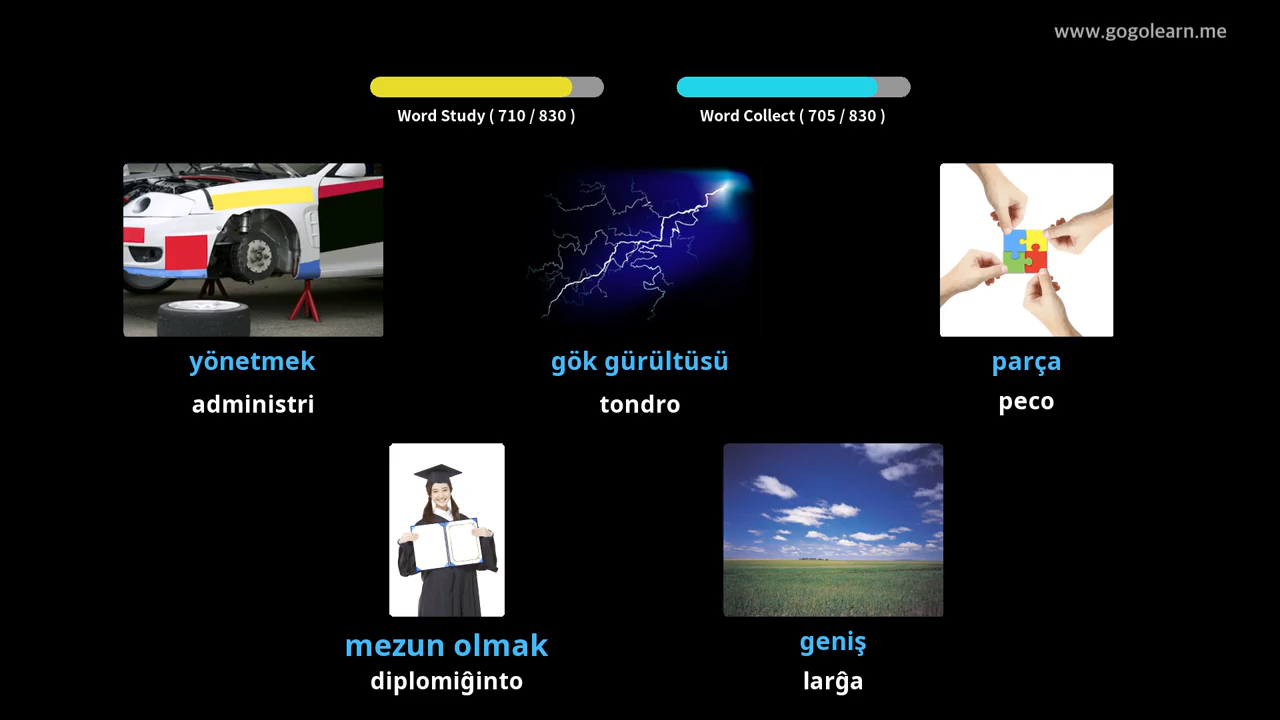 www.gogolearn.me
Word Study ( 710 / 830 )
Word Collect ( 705 / 830 )
yönetmek
administri
gök gürültüsü
tondro
parça
peco
mezun olmak
diplomiĝinto
geniş
larĝa